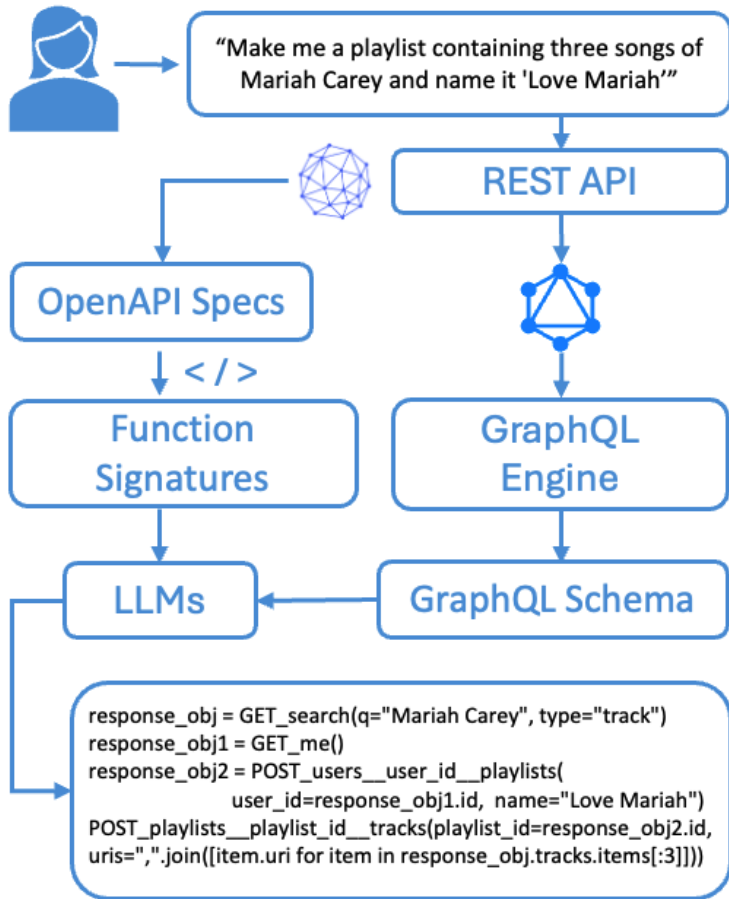 “Make me a playlist containing three songs of
Mariah Carey and name it 'Love Mariah’”
REST API
OpenAPI Specs
< / >
Function
Signatures
GraphQL
Engine
LLMs
GraphQL Schema
response_obj = GET_search(q="Mariah Carey", type="track")
response_obj1 = GET_me()
response_obj2 = POST_users__user_id__playlists(
user_id=response_obj1.id, name="Love Mariah")
POST_playlists__playlist_id__tracks(playlist_id=response_obj2.id,
uris=",".join([item.uri for item in response_obj.tracks.items[:3]]))